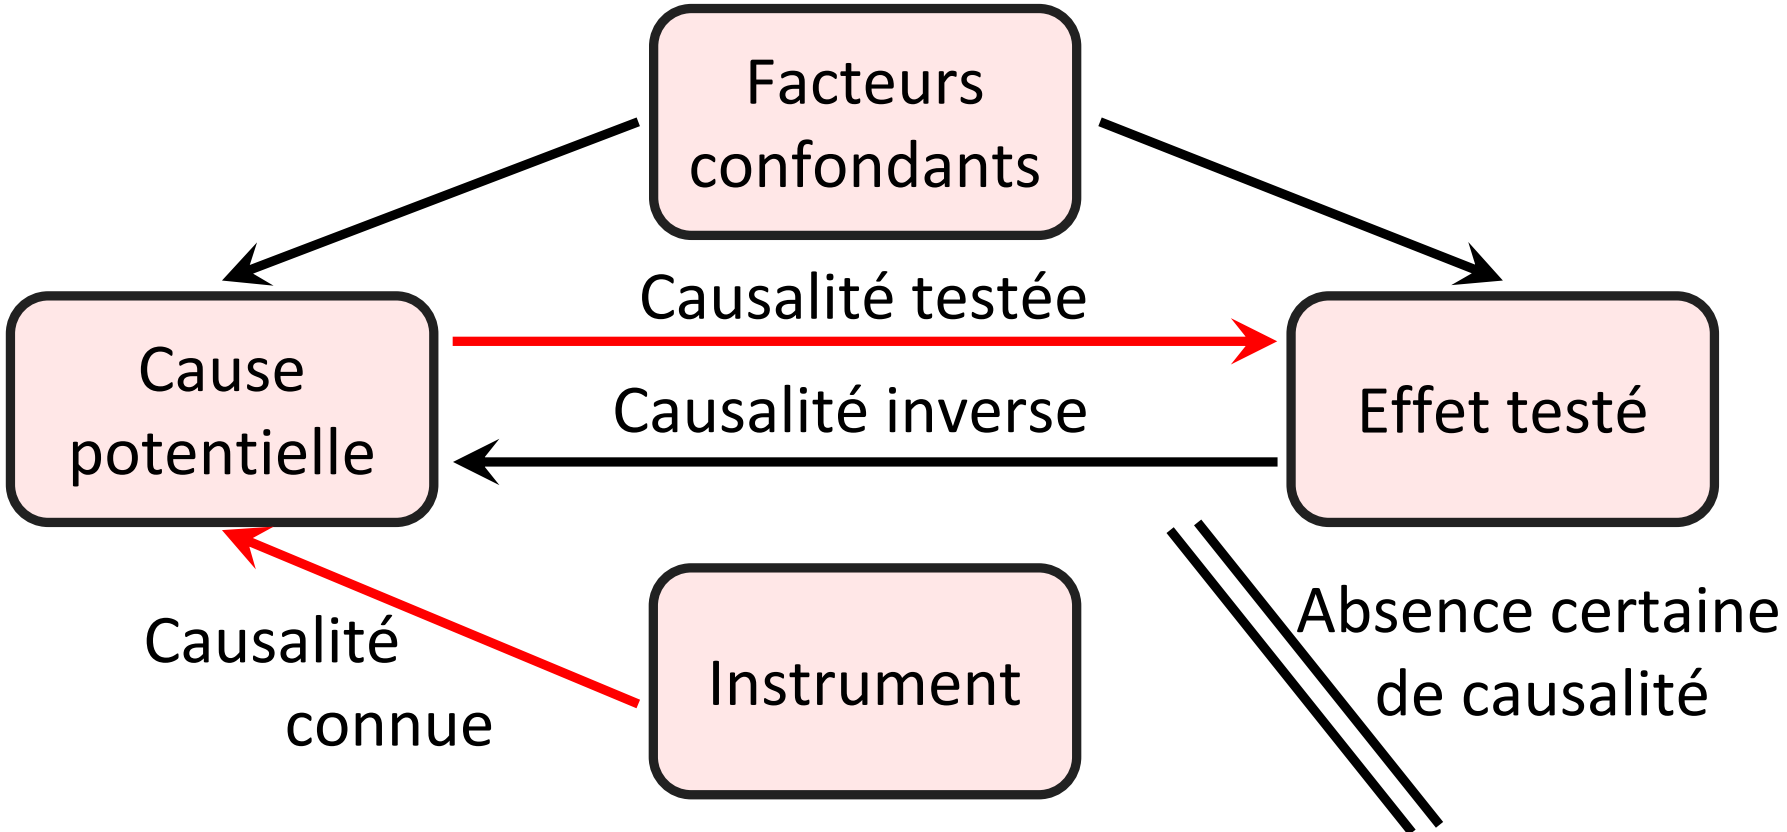 Facteurs
confondants
Causalité testée
Cause
potentielle
Causalité inverse
Effet testé
Causalité
connue
Instrument
Absence certaine
de causalité